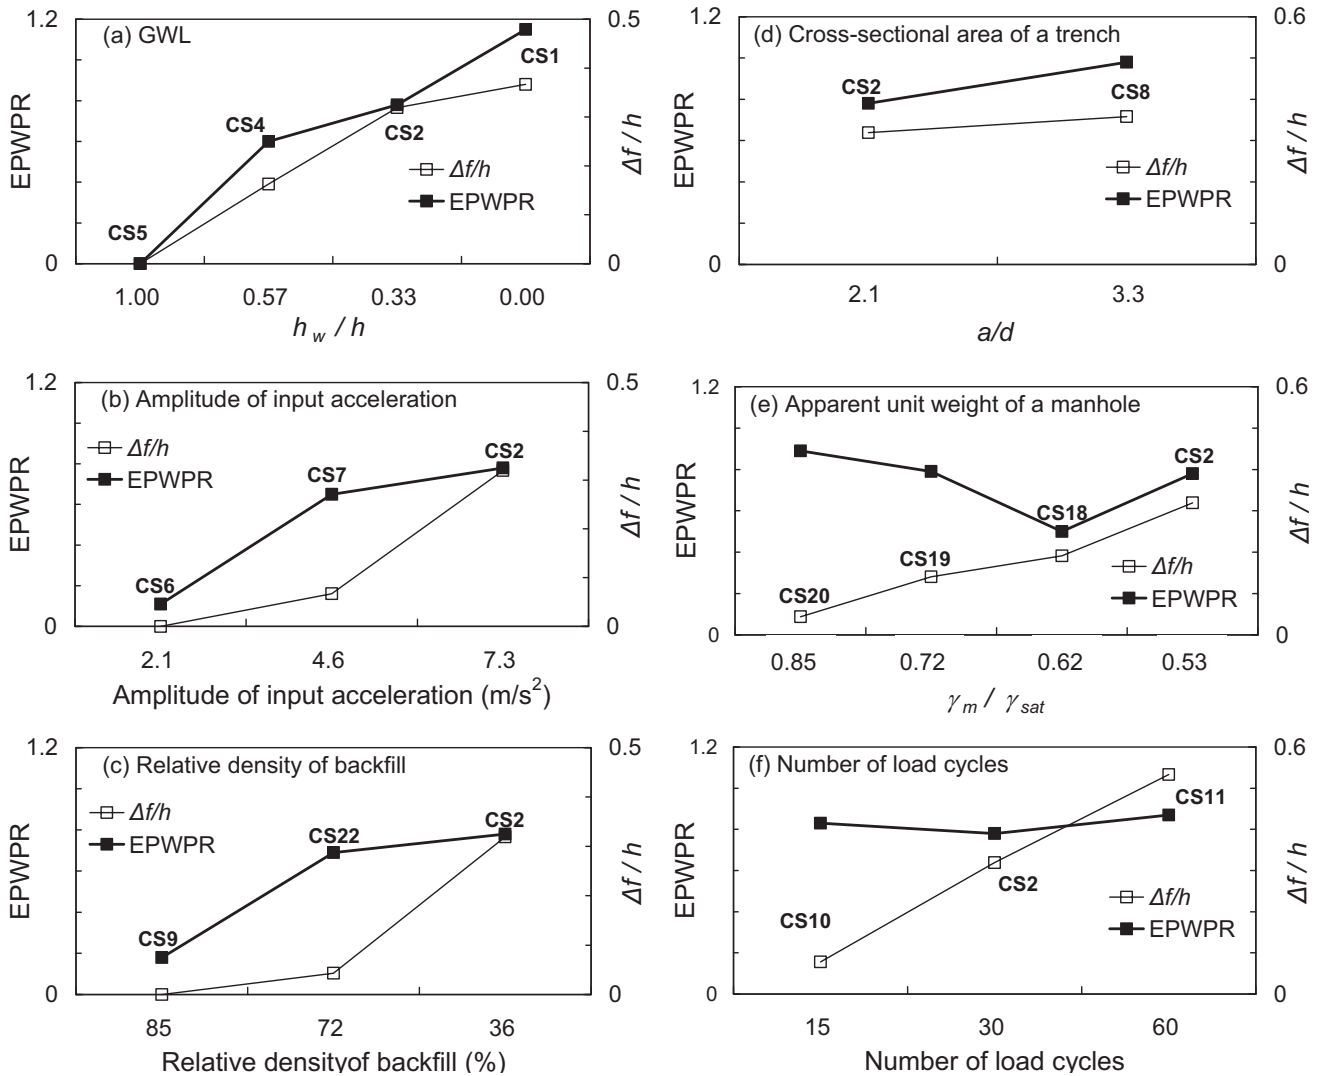 (a) GWL
1.2
0.5
EPWPR
Δf / h
CS1
CS4
CS2
CS5
Δf/h
EPWPR
0
0
1.00 0.57 0.33 0.00
h w / h
(d) Cross-sectional area of a trench
1.2
0.6
EPWPR
Δf / h
CS2
CS8
Δf/h
EPWPR
0
0
2.1 3.3
a/d
(b) Amplitude of input acceleration
1.2
0.5
EPWPR
Δf / h
Δf/h
EPWPR
CS2
CS7
CS6
0
0
2.1 4.6 7.3
Amplitude of input acceleration (m/s2)
(e) Apparent unit weight of a manhole
1.2
0.6
EPWPR
Δf / h
CS2
CS18
CS19
CS20
Δf/h
EPWPR
0
0
0.85 0.72 0.62 0.53
γ m / γ sat
(c) Relative density of backfill
1.2
0.5
EPWPR
Δf / h
Δf/h
EPWPR
CS2
CS22
CS9
0
0
85 72 36
Relative densityof backfill (%)
(f) Number of load cycles
1.2
0.6
EPWPR
Δf / h
CS11
CS2
CS10
Δf/h
EPWPR
0
0
15 30 60
Number of load cycles